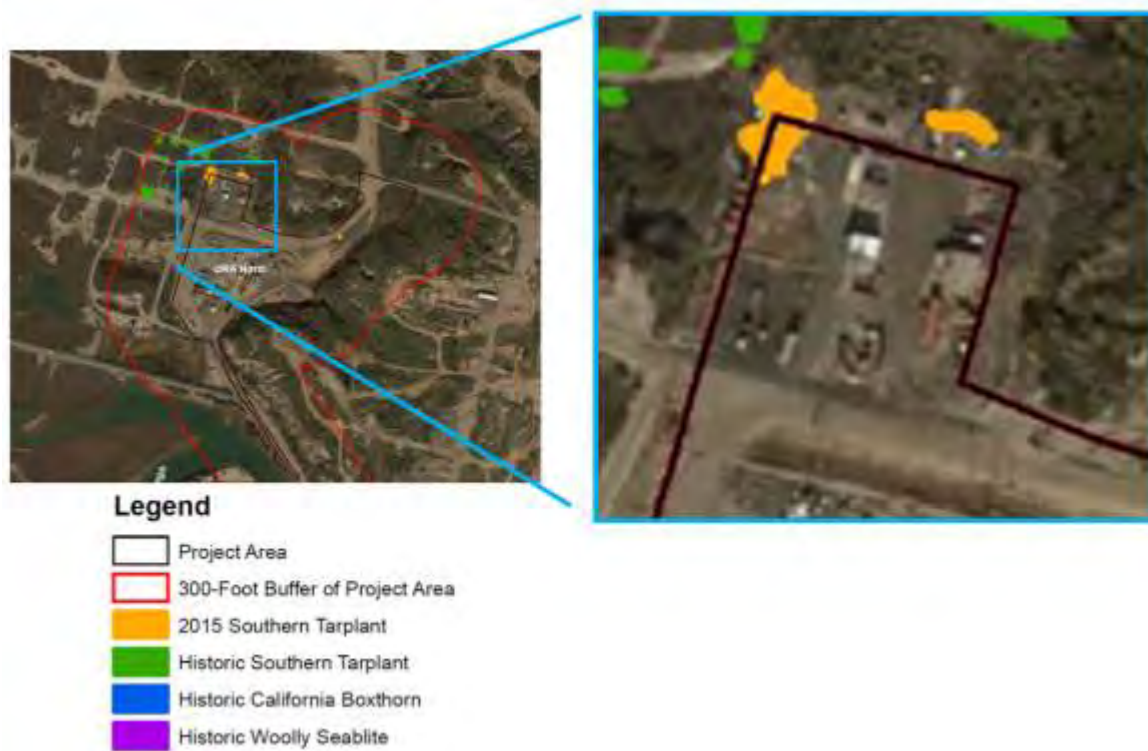 Legend
Project Area
300-Foot Buffer of Project Area
2015 Southern Tarplant
Historic Southern Tarplant
Historic California Boxthorn
Historic Woolly Seablite